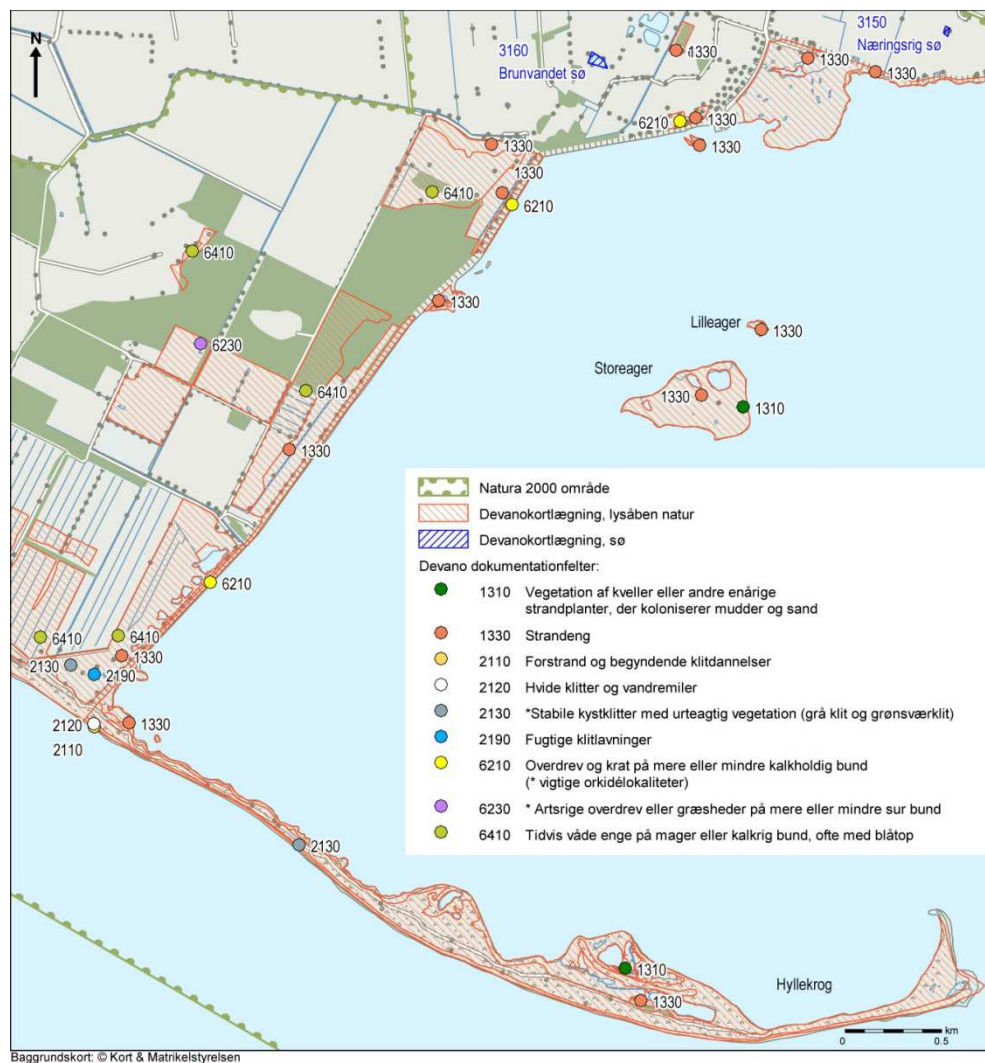 3150
Næringsrig sø
N
3160
Brunvandet sø
1330
1330
1330
6210
1330
1330
1330
1330
6410
6210
6410
1330
Lilleager
1330
6230
Storeager
6410
1330
1310
1330
6210
6410
6410
1330
2130
2190
2120
2110
1330
2130
1310
1330
Hyllekrog
Natura 2000 område
Devanokortlægning, lysåben natur
Devanokortlægning, sø
Devano dokumentationfelter:
1310 Vegetation af kveller eller andre enårige
strandplanter, der koloniserer mudder og sand
1330 Strandeng
2110 Forstrand og begyndende klitdannelser
2120 Hvide klitter og vandremiler
2130 *Stabile kystklitter med urteagtig vegetation (grå klit og grønsværklit)
2190 Fugtige klitlavninger
6210 Overdrev og krat på mere eller mindre kalkholdig bund
(* vigtige orkidélokaliteter)
6230 * Artsrige overdrev eller græsheder på mere eller mindre sur bund
6410 Tidvis våde enge på mager eller kalkrig bund, ofte med blåtop
km
0 0.5
Baggrundskort: © Kort & Matrikelstyrelsen